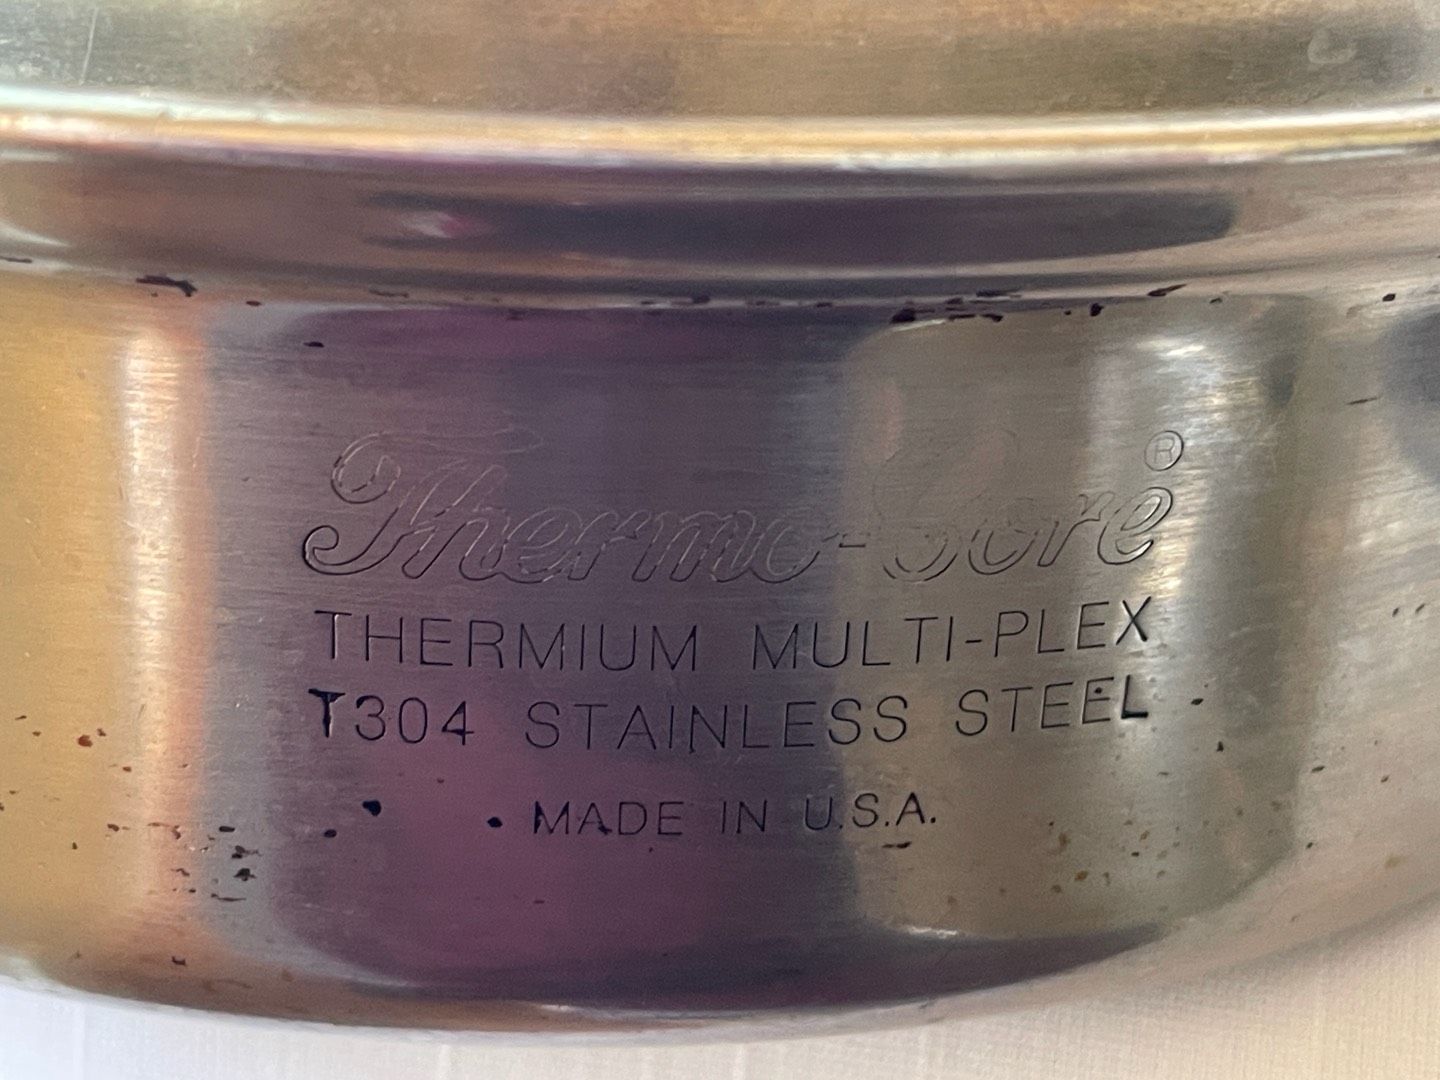 Thermo-Core®
THERMIUM MULTI-PLEX
T304 STAINLESS STEEL
MADE IN U.S.A.